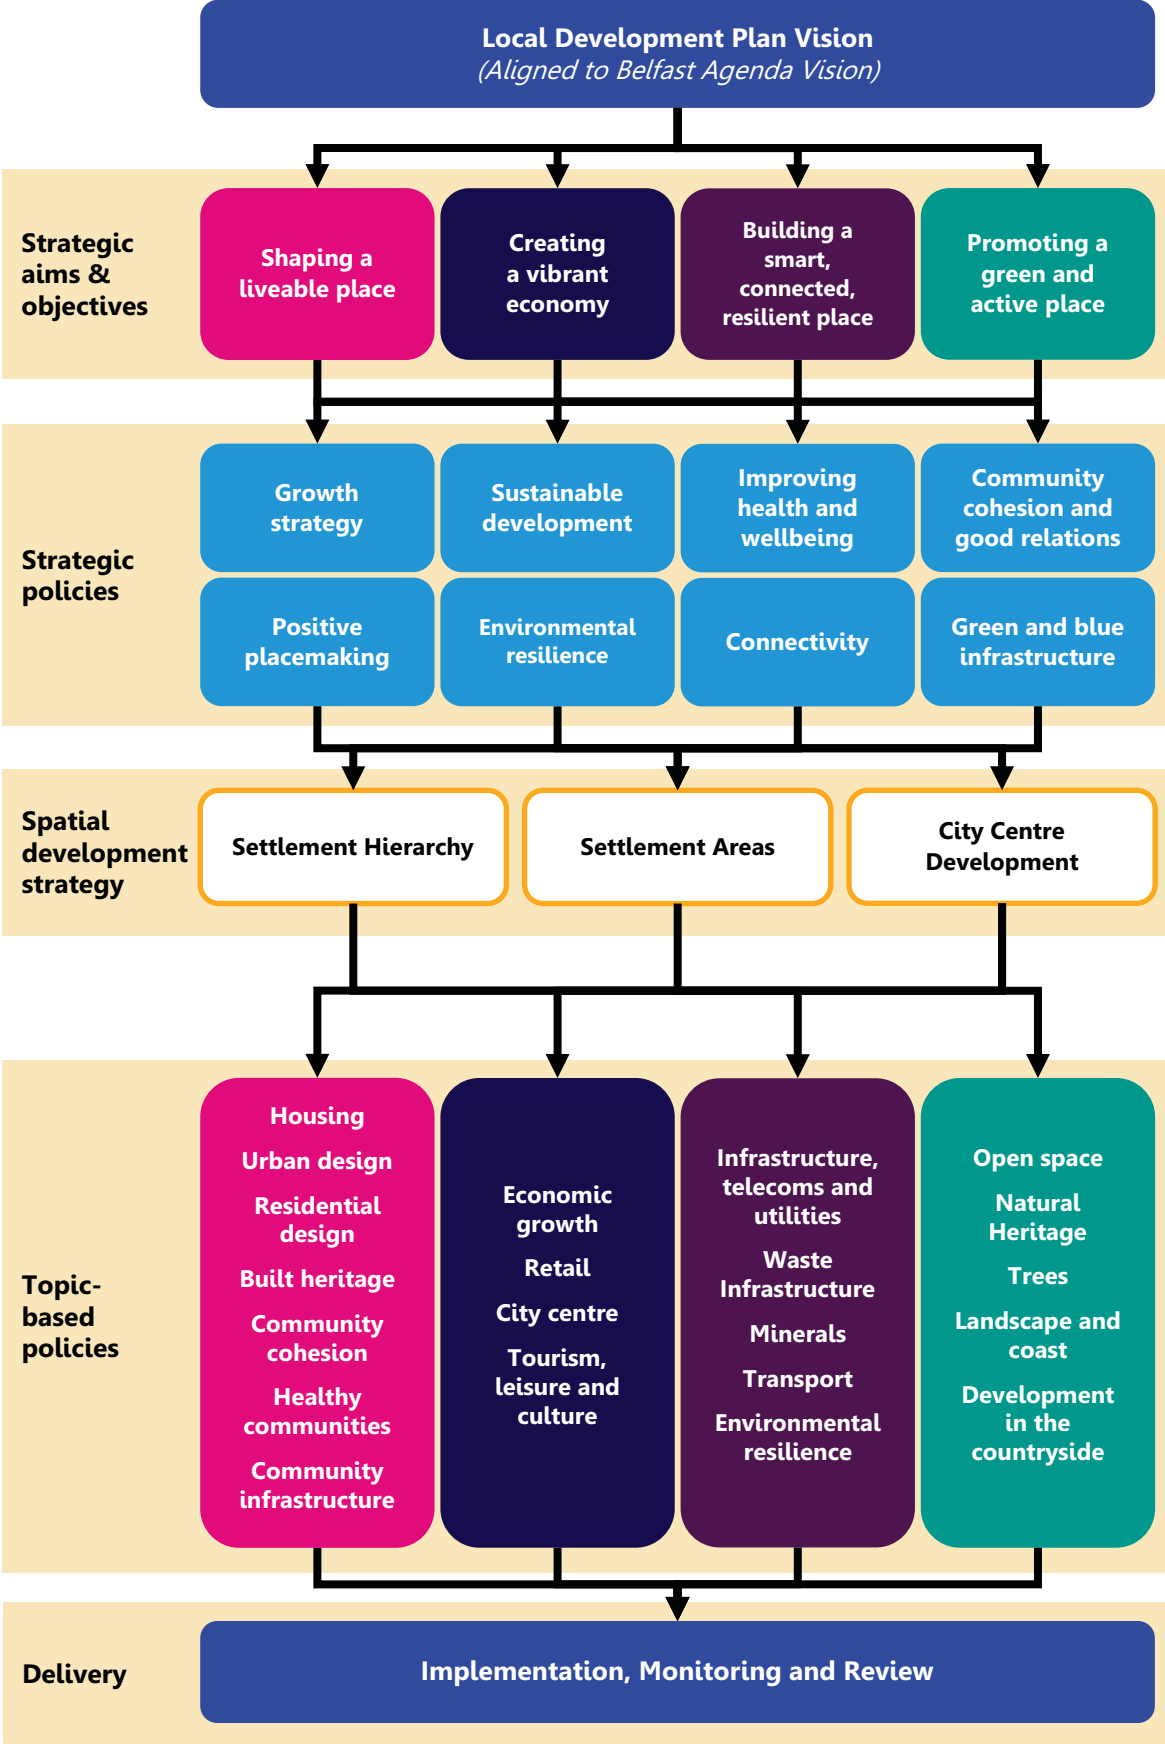 Local Development Plan Vision
(Aligned to Belfast Agenda Vision)
Strategic
aims &
objectives
Shaping a
liveable place
Creating
a vibrant
economy
Building a
smart,
connected,
resilient place
Promoting a
green and
active place
Strategic
policies
Growth
strategy
Sustainable
development
Improving
health and
wellbeing
Community
cohesion and
good relations
Positive
placemaking
Environmental
resilience
Connectivity
Green and blue
infrastructure
Spatial
development
strategy
Settlement Hierarchy
Settlement Areas
City Centre
Development
Topic-
based
policies
Housing
Urban design
Residential
design
Built heritage
Community
cohesion
Healthy
communities
Community
infrastructure
Economic
growth
Retail
City centre
Tourism,
leisure and
culture
Infrastructure,
telecoms and
utilities
Waste
Infrastructure
Minerals
Transport
Environmental
resilience
Open space
Natural
Heritage
Trees
Landscape and
coast
Development
in the
countryside
Delivery
Implementation, Monitoring and Review